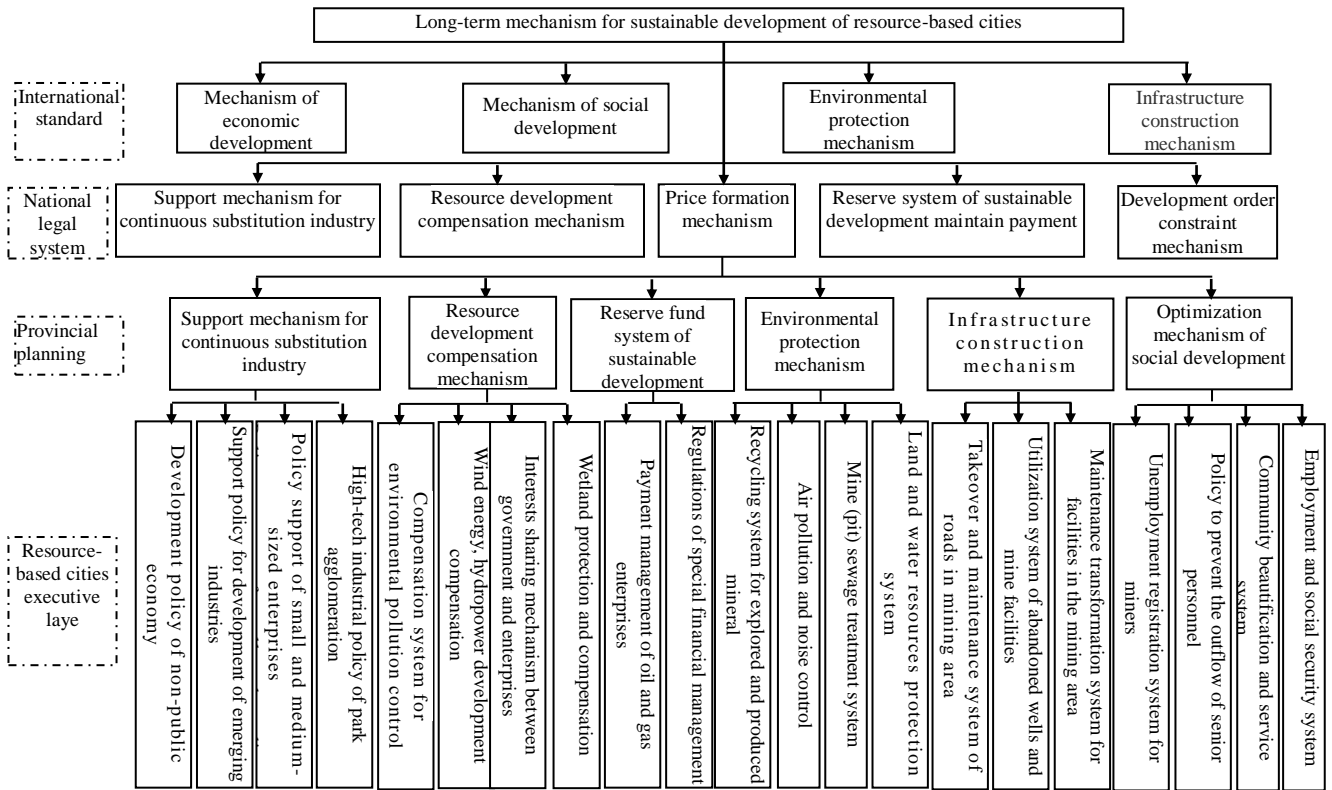 Long-term mechanism for sustainable development of resource-based cities
International
standard
Mechanism of
economic
development
Mechanism of social
development
Environmental
protection
mechanism
Infrastructure
construction
mechanism
National
legal
system
Support mechanism for
continuous substitution industry
Resource development
compensation mechanism
Price formation
mechanism
Reserve system of sustainable
development maintain payment
Development order
constraint
mechanism
Provincial
planning
Support mechanism for
continuous substitution
industry
Resource
development
compensation
mechanism
Reserve fund
system of
sustainable
development
Environmental
protection
mechanism
Infrastructure
construction
mechanism
Optimization
mechanism of
social development
Resource-
based cities
executive
laye
Development policy of non-public
economy
Support policy for development of emerging
industries
Policy support of small and medium-
sized enterprises
High-tech industrial policy of park
agglomeration
Compensation system for
environmental pollution control
Wind energy, hydropower development
compensation
Interests sharing mechanism between
government and enterprises
Wetland protection and compensation
Payment management of oil and gas
enterprises
Regulations of special financial management
Recycling system for explored and produced
mineral
Air pollution and noise control
Mine (pit) sewage treatment system
Land and water resources protection
system
Takeover and maintenance system of
roads in mining area
Utilization system of abandoned wells and
mine facilities
Maintenance transformation system for
facilities in the mining area
Unemployment registration system for
miners
Policy to prevent the outflow of senior
personnel
Community beautification and service
system
Employment and social security system